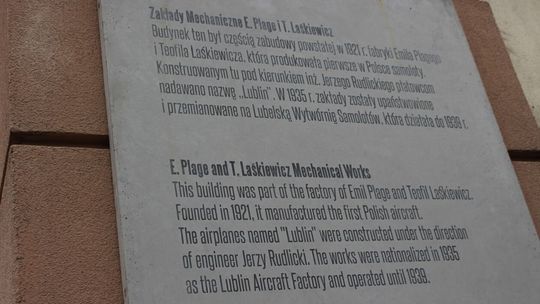 Zakłady Mechaniczne E. Plage i T. Laśkiewicz
Budynek ten był częścią zabudowy powstałej w 1921 r. fabryki Emila Plagego
i Teofila Laśkiewicza, która produkowała pierwsze w Polsce samoloty.
Konstruowanym tu pod kierunkiem inż. Jerzego Rudlickiego płatowcom
nadawano nazwę „Lublin”. W 1935 r. zakłady zostały upaństwowione
i przemianowane na Lubelską Wytwórnię Samolotów, która działała do 1939 r.
E. Plage and T. Laśkiewicz Mechanical Works
This building was part of the factory of Emil Plage and Teofil Laśkiewicz.
Founded in 1921, it manufactured the first Polish aircraft.
The airplanes named "Lublin" were constructed under the direction
of engineer Jerzy Rudlicki. The works were nationalized in 1935
as the Lublin Aircraft Factory and operated until 1939.